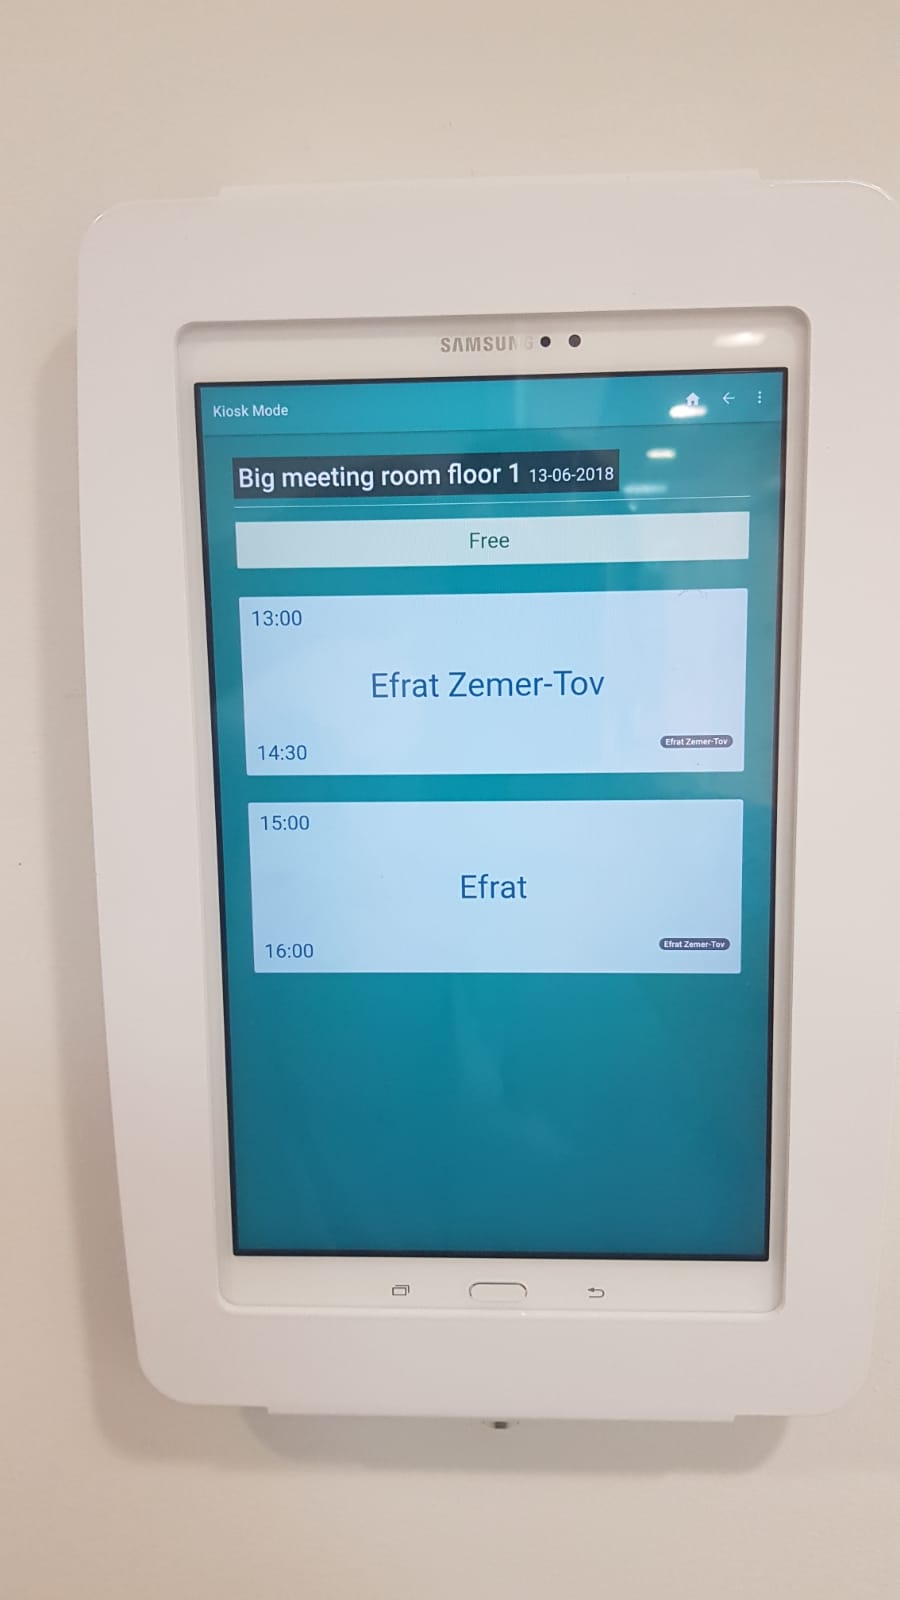 SAMSUNG
Kiosk Mode
Big meeting room floor 1 13-06-2018
Free
13:00
Efrat Zemer-Tov
Efrat Zemer-Tov
14:30
15:00
Efrat
Efrat Zemer-Tov
16:00